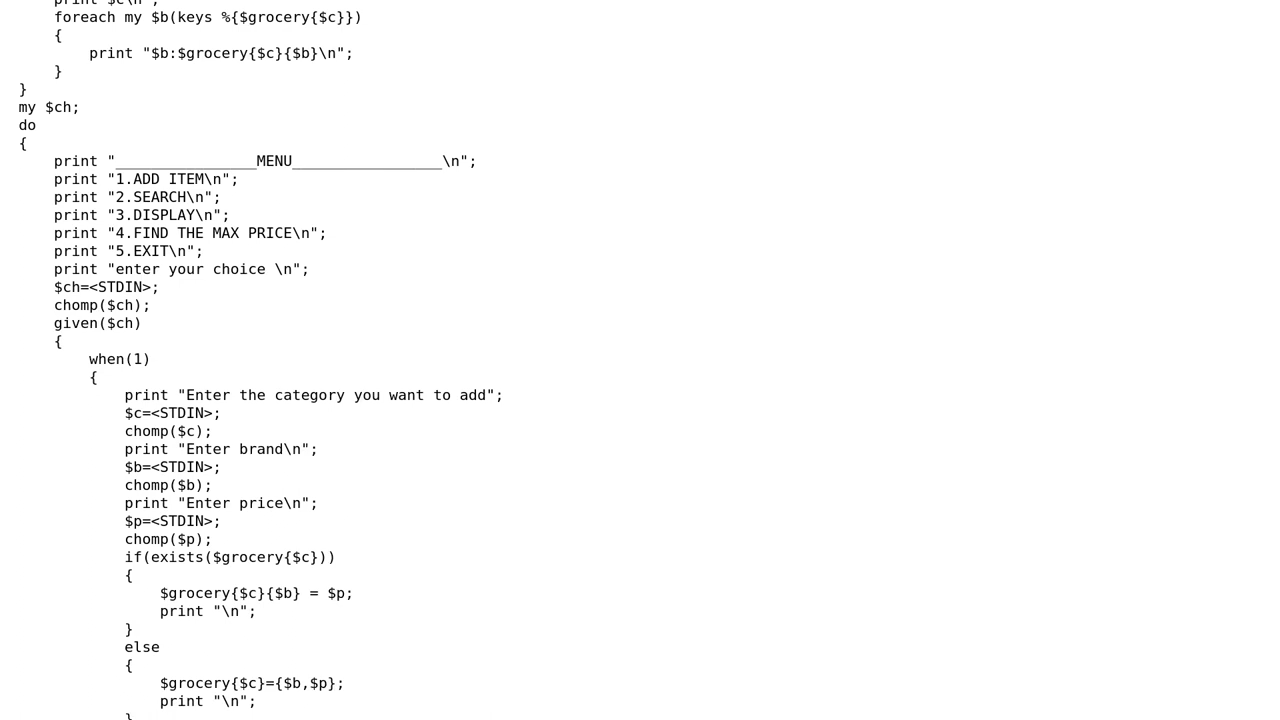 print $c\n";
foreach my $b(keys %{$grocery{$c}})
{
print "$b:$grocery{$c}{$b}\n";
}
}
my $ch;
do
{
print "________________MENU_________________\n";
print "1.ADD ITEM\n";
print "2.SEARCH\n";
print "3.DISPLAY\n";
print "4.FIND THE MAX PRICE\n";
print "5.EXIT\n";
print "enter your choice \n";
$ch=<STDIN>;
chomp($ch);
given($ch)
{
when(1)
{
print "Enter the category you want to add";
$c=<STDIN>;
chomp($c);
print "Enter brand\n";
$b=<STDIN>;
chomp($b);
print "Enter price\n";
$p=<STDIN>;
chomp($p);
if(exists($grocery{$c}))
{
$grocery{$c}{$b} = $p;
print "\n";
}
else
{
$grocery{$c}={$b,$p};
print "\n";
}